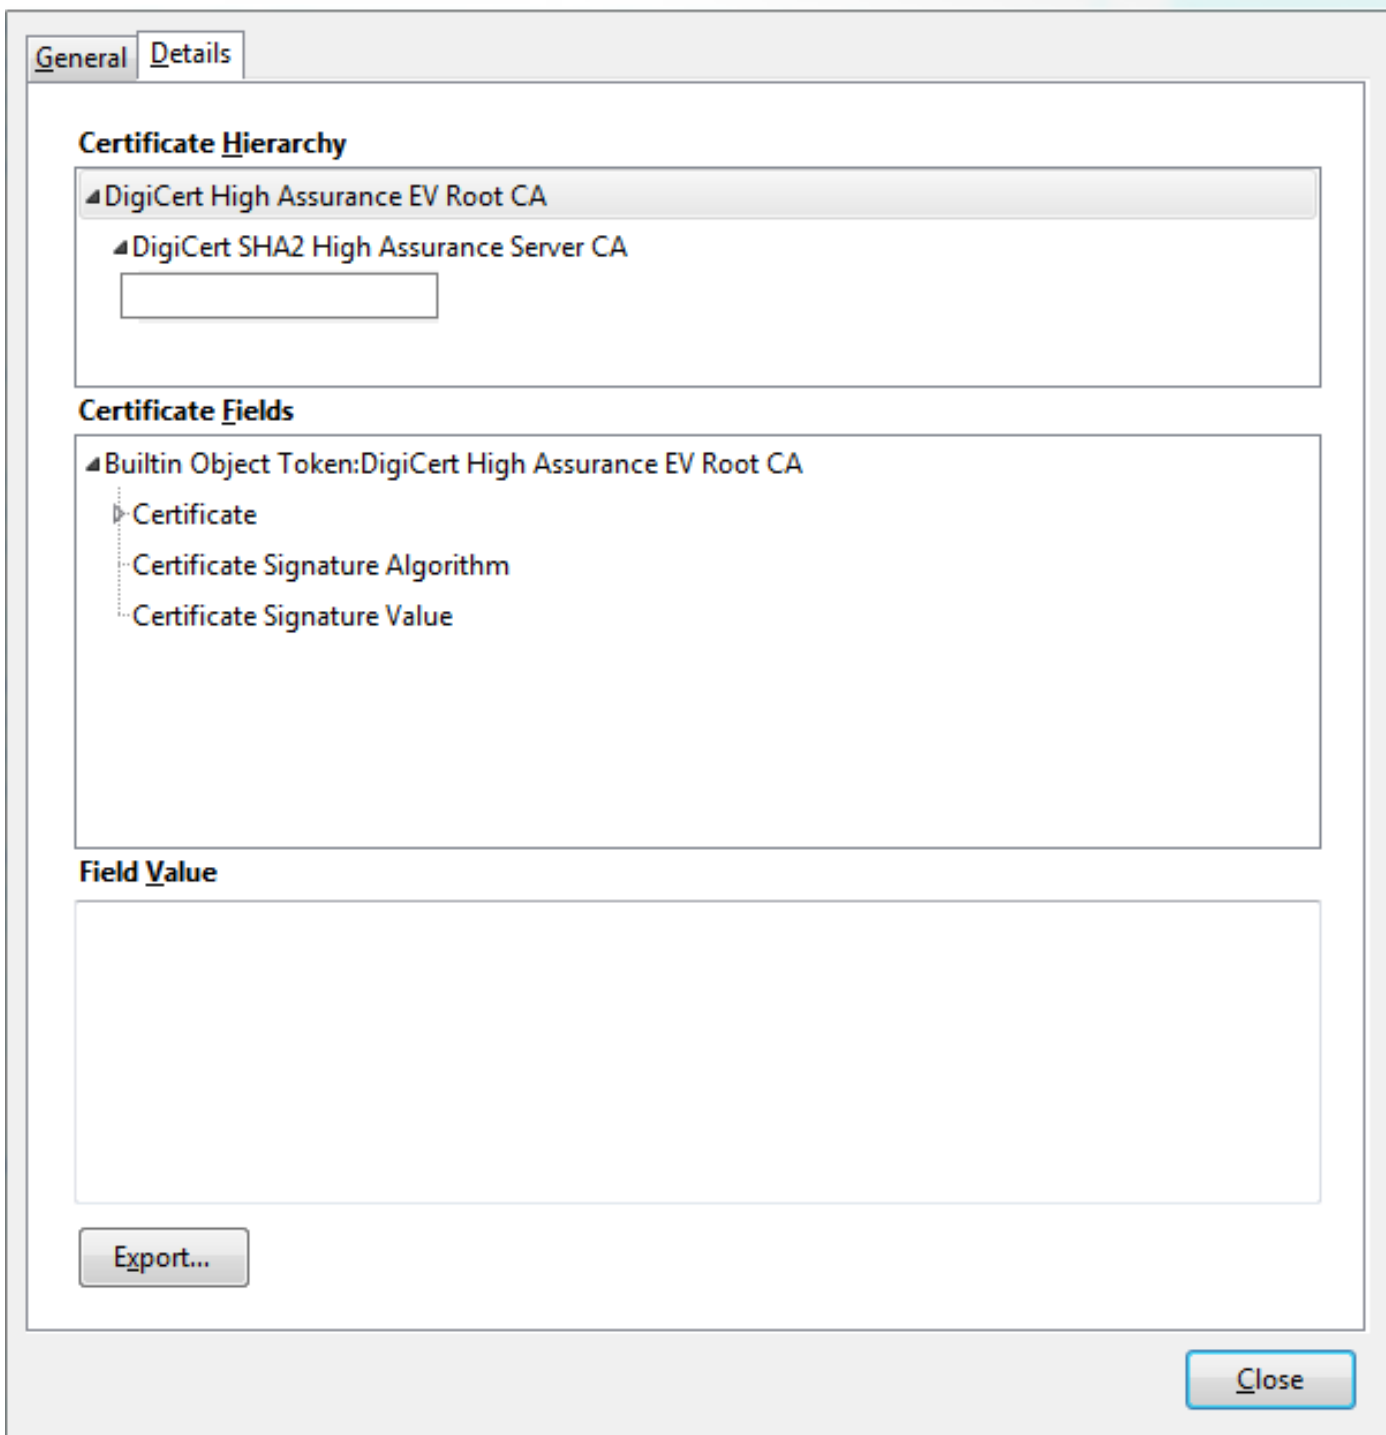 General
Details
Certificate Hierarchy
DigiCert High Assurance EV Root CA
DigiCert SHA2 High Assurance Server CA
Certificate Fields
Builtin Object Token:DigiCert High Assurance EV Root CA
Certificate
Certificate Signature Algorithm
Certificate Signature Value
Field Value
Export...
Close